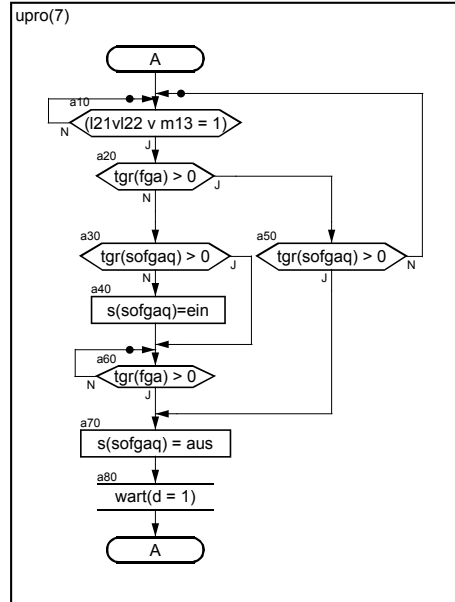 upro(7)
A
a10
(l21vl22 v m13 = 1)
N
J
a20
tgr(fga) > 0
J
N
a30
tgr(sofgaq) > 0
J
N
a50
tgr(sofgaq) > 0
N
J
a40
s(sofgaq)=ein
a60
tgr(fga) > 0
N
J
a70
s(sofgaq) = aus
a80
wart(d = 1)
A